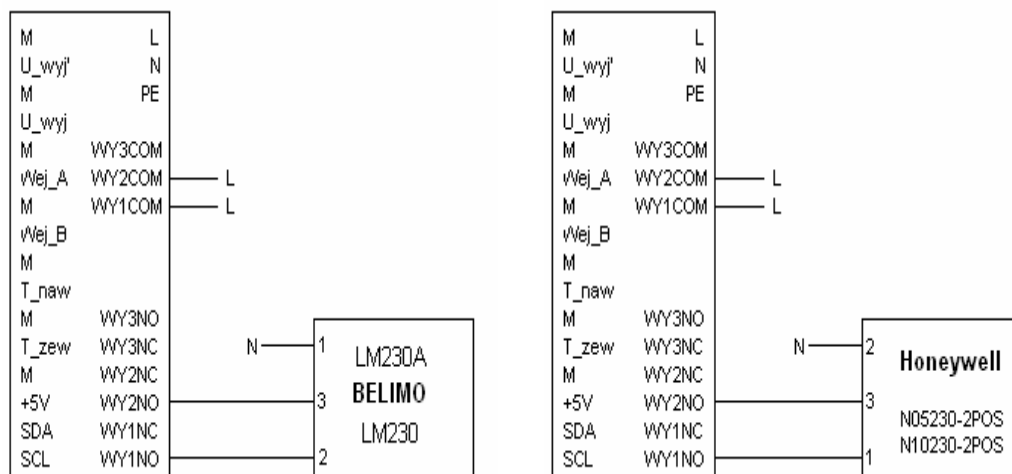 M L
U_wyj' N
M PE
U_wyj
M WY3COM
Wej_A WY2COM L
M WY1COM L
Wej_B
M
T_naw
M WY3NO
T_zew WY3NC
M WY2NC
+5V WY2NO
SDA WY1NC
SCL WY1NO
N 1
LM230A
BELIMO
3
LM230
2
M L
U_wyj' N
M PE
U_wyj
M WY3COM
Wej_A WY2COM L
M WY1COM L
Wej_B
M
T_naw
M WY3NO
T_zew WY3NC
M WY2NC
+5V WY2NO
SDA WY1NC
SCL WY1NO
N 2
Honeywell
3
N05230-2POS
N10230-2POS
1